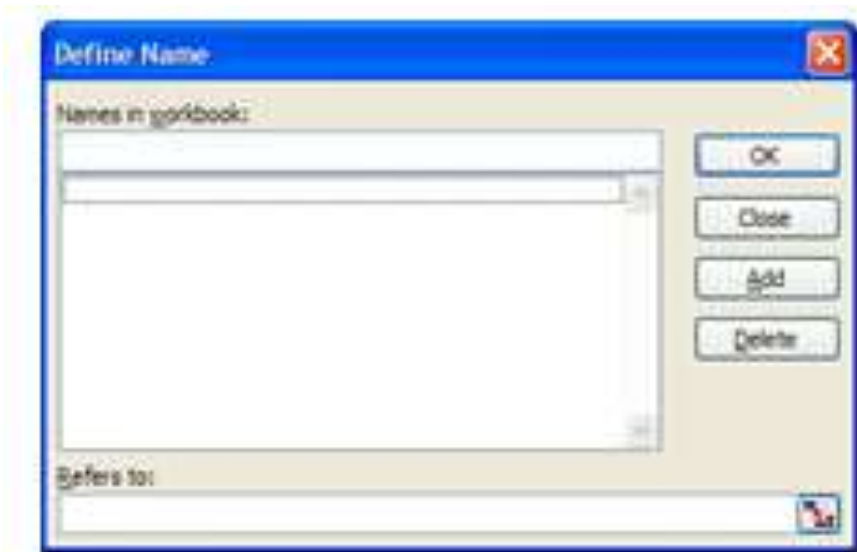 Define Name
Names in workbook:
OK
Close
Add
Delete
Refers to: